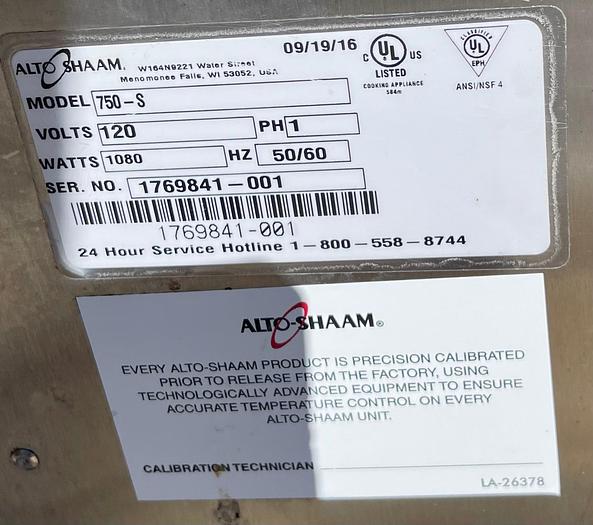 ALTO SHAAM. W164N9221 Water Street
Menomonee Falls, WI 53052, USA
09/19/16
C UL US
LISTED
COOKING APPLIANCE
584m
CLASSIFIED
UL
EPH
ANSI/NSF 4
MODEL 750-S
VOLTS 120 PH 1
WATTS 1080 HZ 50/60
SER. NO. 1769841-001
1769841-001
24 Hour Service Hotline 1-800-558-8744
ALTO-SHAAM®
EVERY ALTO-SHAAM PRODUCT IS PRECISION CALIBRATED
PRIOR TO RELEASE FROM THE FACTORY, USING
TECHNOLOGICALLY ADVANCED EQUIPMENT TO ENSURE
ACCURATE TEMPERATURE CONTROL ON EVERY
ALTO-SHAAM UNIT.
CALIBRATION TECHNICIAN
LA-26378